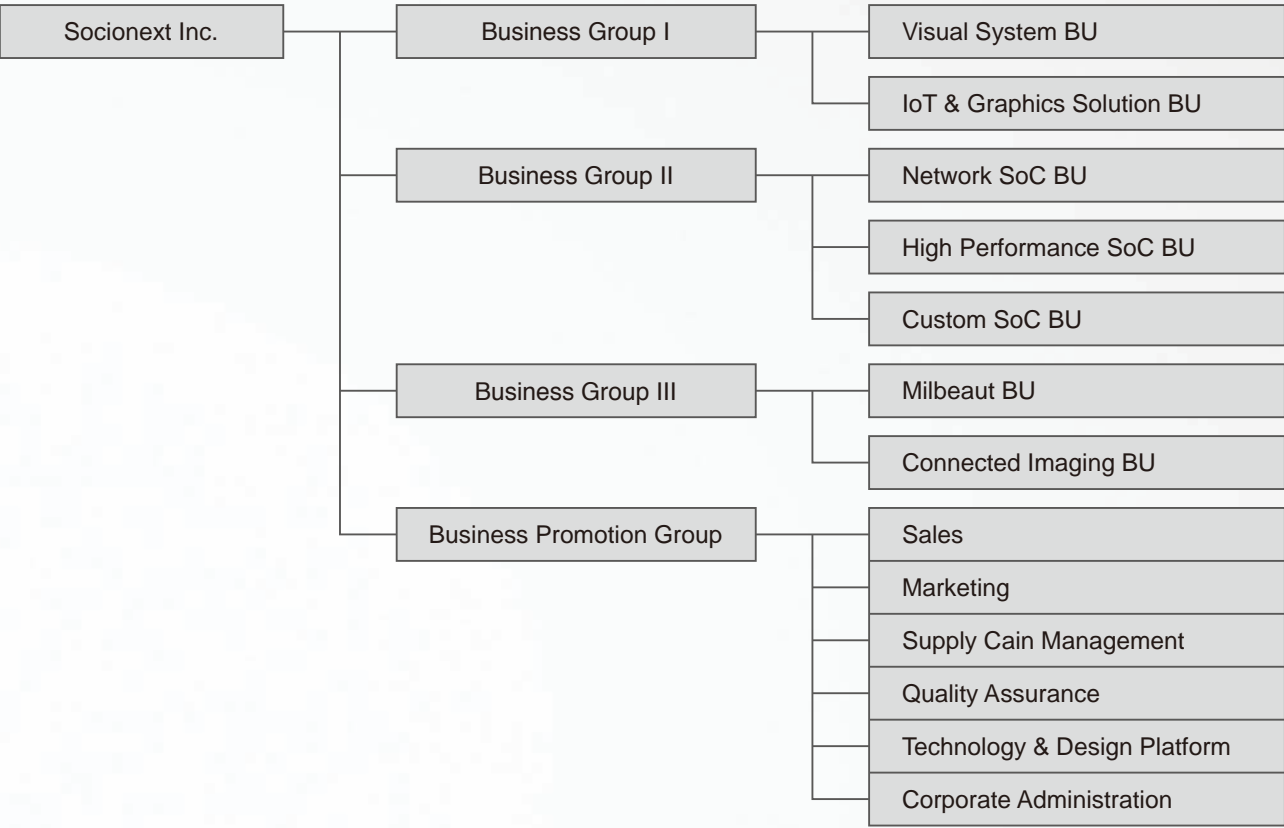 Socionext Inc.
Business Group I
Visual System BU
IoT & Graphics Solution BU
Business Group II
Network SoC BU
High Performance SoC BU
Custom SoC BU
Business Group III
Milbeaut BU
Connected Imaging BU
Business Promotion Group
Sales
Marketing
Supply Cain Management
Quality Assurance
Technology & Design Platform
Corporate Administration